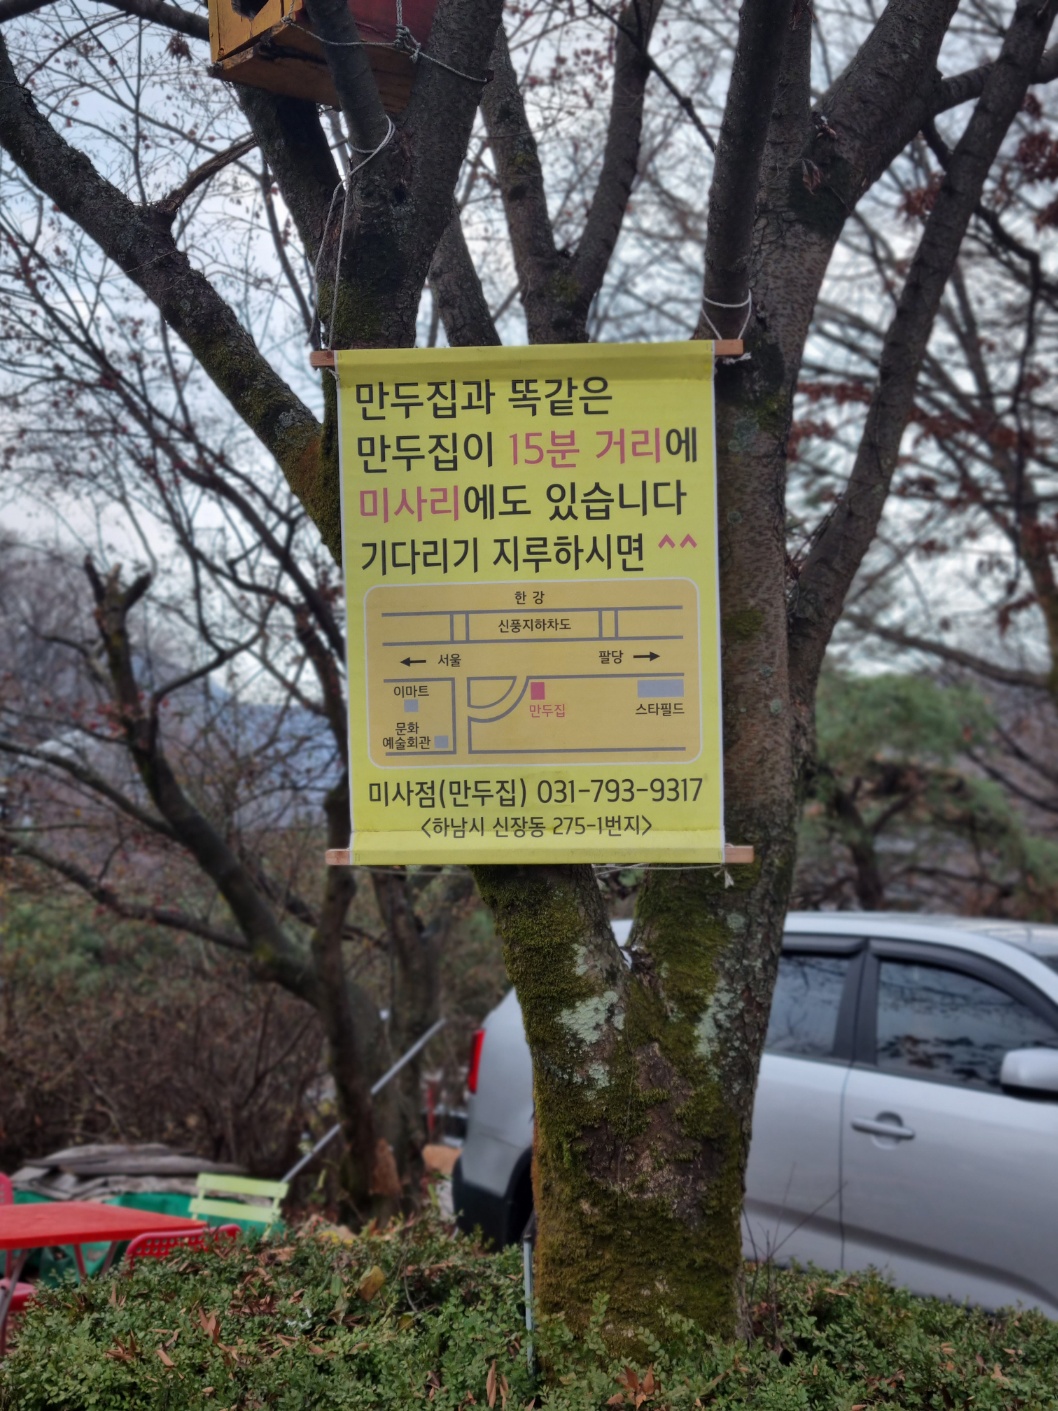 만두집과 똑같은
만두집이 15분 거리에
미사리에도 있습니다
기다리기 지루하시면 ^^
한 강
신풍지하차도
← 서울
팔당 →
이마트
만두집
스타필드
문화
예술회관
미사점(만두집) 031-793-9317
<하남시 신장동 275-1번지>